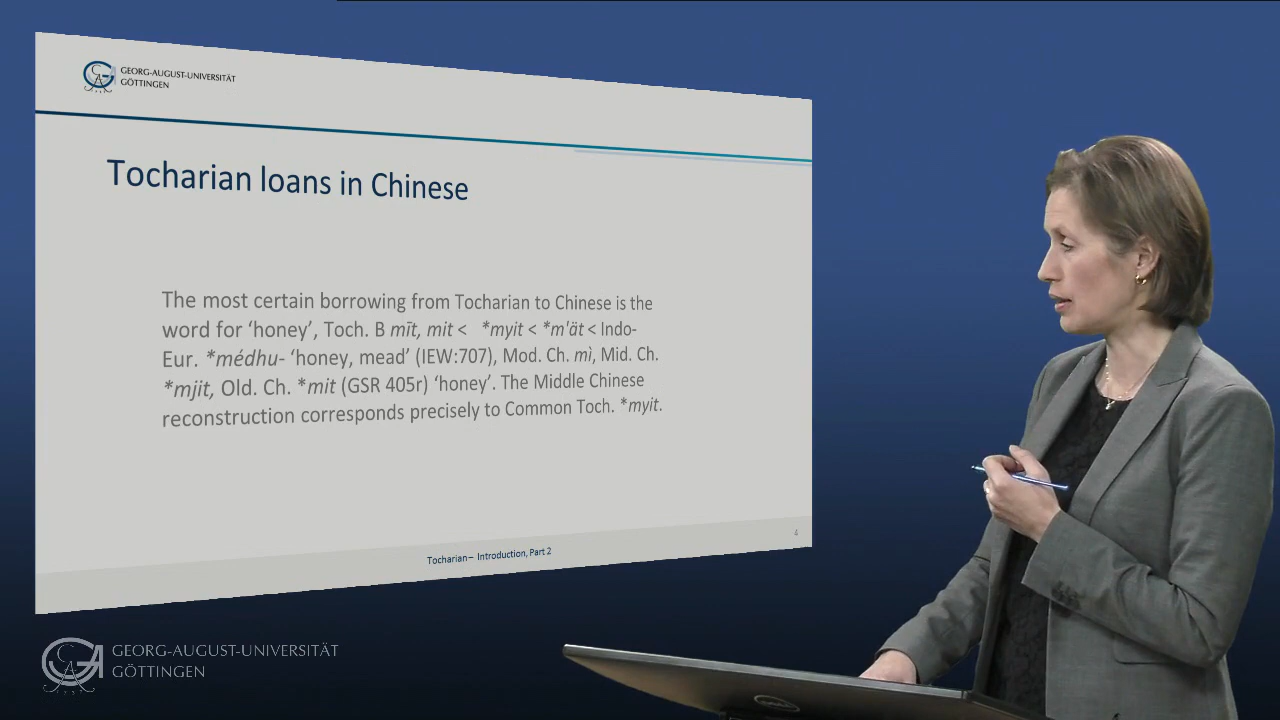 GEORG-AUGUST-UNIVERSITÄT
GÖTTINGEN
Tocharian loans in Chinese
The most certain borrowing from Tocharian to Chinese is the
word for ‘honey’, Toch. B mīt, mit < *myit < *m'ät < Indo-
Eur. *médhu- ‘honey, mead’ (IEW:707), Mod. Ch. mì, Mid. Ch.
*mjit, Old. Ch. *mit (GSR 405r) ‘honey’. The Middle Chinese
reconstruction corresponds precisely to Common Toch. *myit.
4
Tocharian – Introduction, Part 2
GEORG-AUGUST-UNIVERSITÄT
GÖTTINGEN